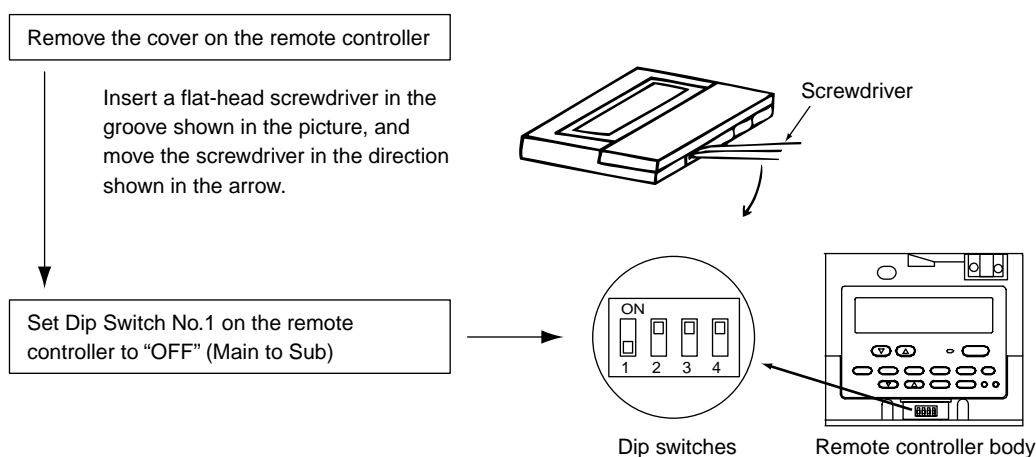 Remove the cover on the remote controller
Insert a flat-head screwdriver in the
groove shown in the picture, and
move the screwdriver in the direction
shown in the arrow.
Screwdriver
Set Dip Switch No.1 on the remote
controller to “OFF” (Main to Sub)
ON
1 2 3 4
Dip switches
Remote controller body